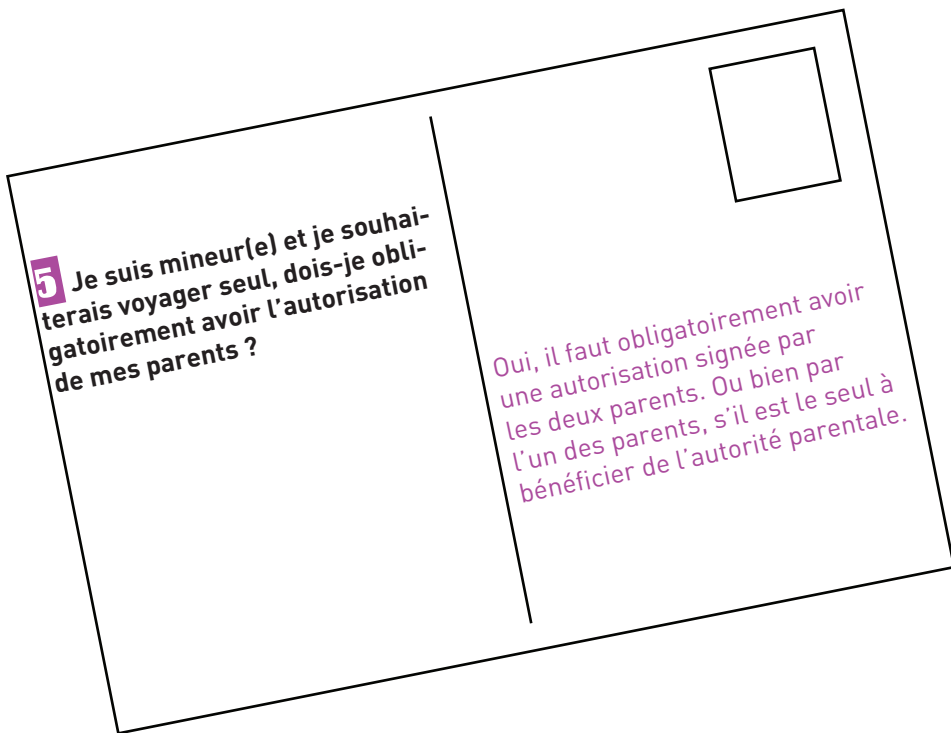 5 Je suis mineur(e) et je souhai-
terais voyager seul, dois-je obli-
gatoirement avoir l'autorisation
de mes parents ?
Oui, il faut obligatoirement avoir
une autorisation signée par
les deux parents. Ou bien par
l'un des parents, s'il est le seul à
bénéficier de l'autorité parentale.